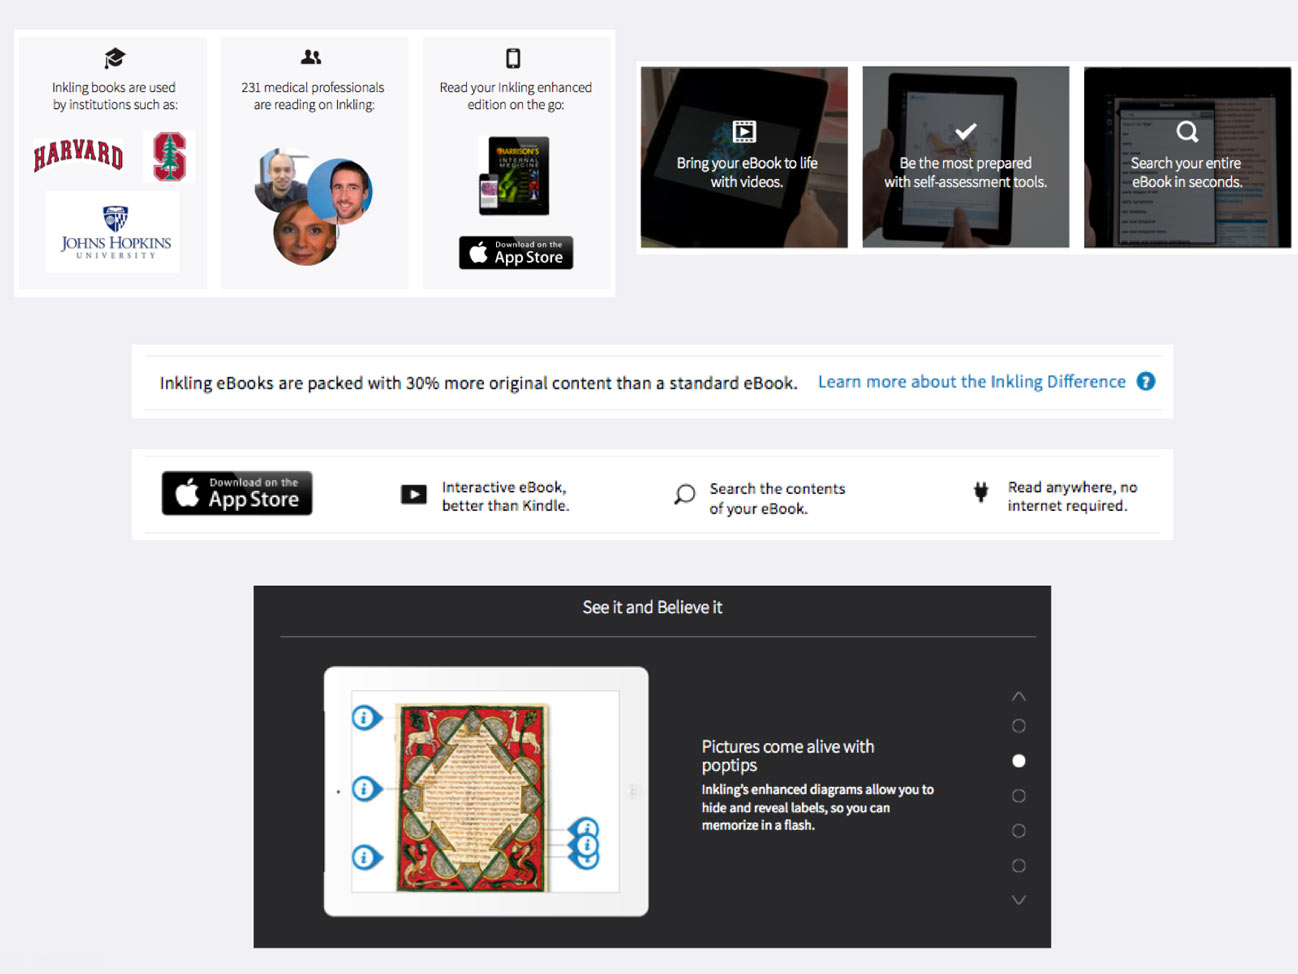 Inkling books are used
by institutions such as:
HARVARD
S
JOHNS HOPKINS
UNIVERSITY
231 medical professionals
are reading on Inkling:
Read your Inkling enhanced
edition on the go:
HARRISON'S
INTERNAL
MEDICINE
Download on the
App Store
Bring your eBook to life
with videos.
Be the most prepared
with self-assessment tools.
Search
Search your entire
eBook in seconds.
Inkling eBooks are packed with 30% more original content than a standard eBook.
Learn more about the Inkling Difference ?
Download on the
App Store
Interactive eBook,
better than Kindle.
Search the contents
of your eBook.
Read anywhere, no
internet required.
See it and Believe it
i
i
i
i
i
Pictures come alive with
poptips
Inkling's enhanced diagrams allow you to
hide and reveal labels, so you can
memorize in a flash.